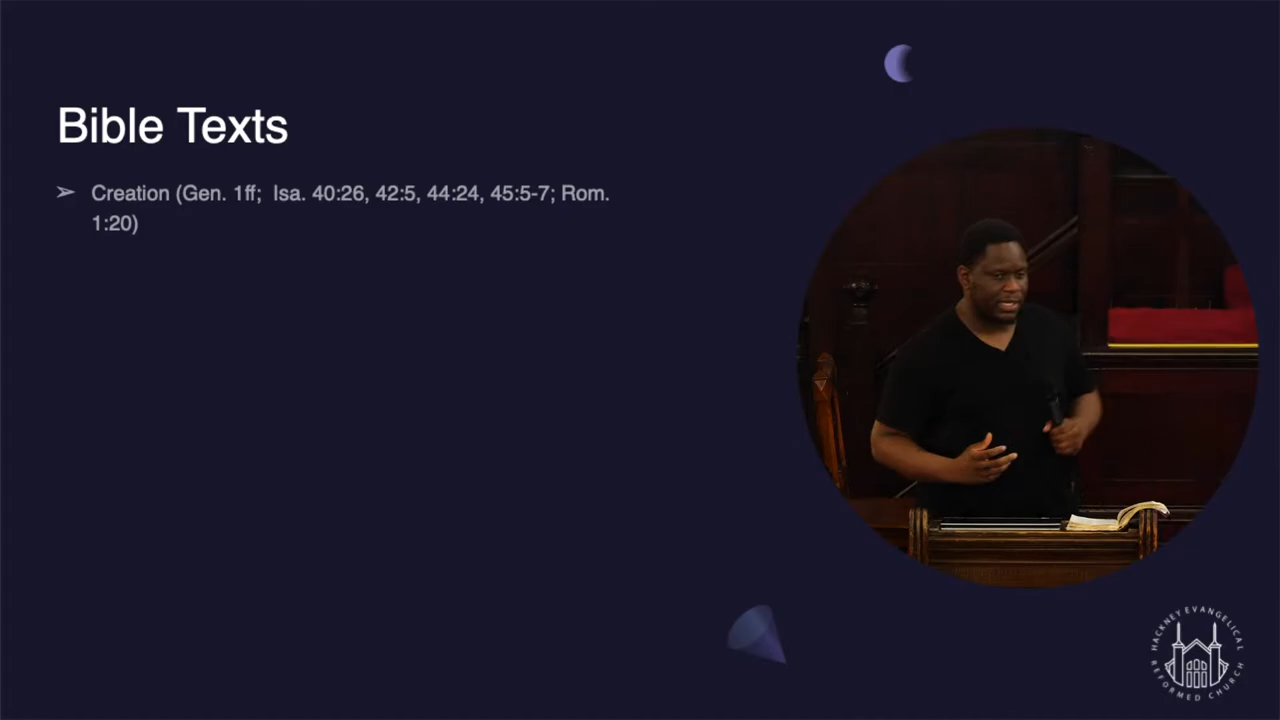 Bible Texts
➢ Creation (Gen. 1ff;  Isa. 40:26, 42:5, 44:24, 45:5-7; Rom.
1:20)
HACKNEY EVANGELICAL
REFORMED CHURCH